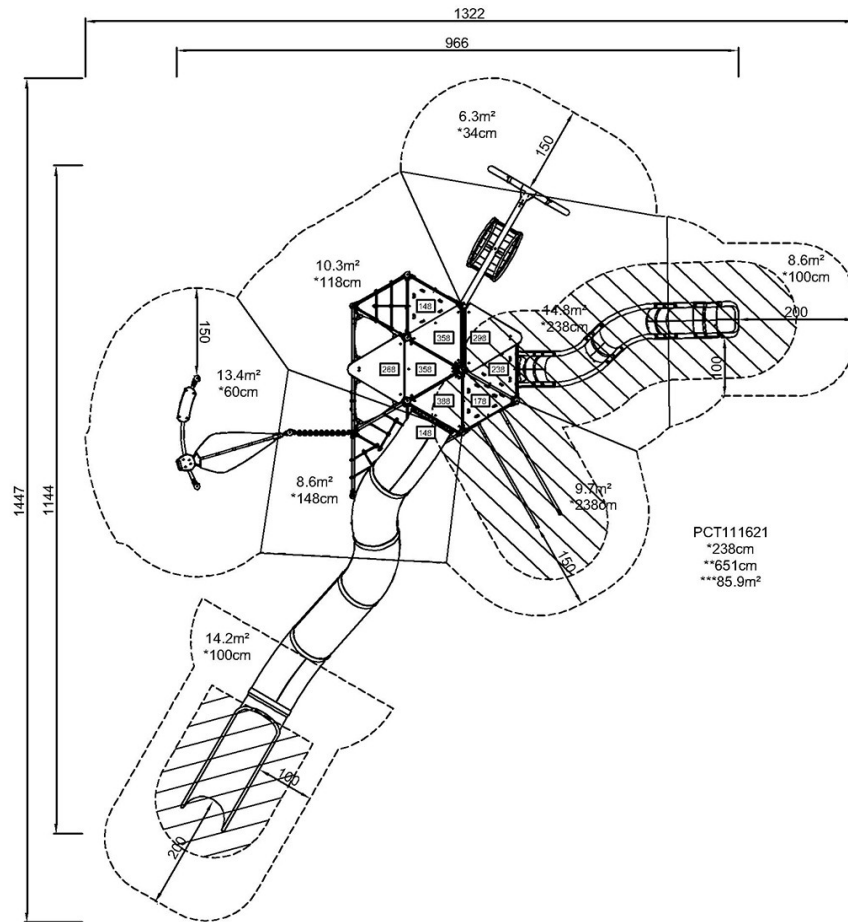 1322
966
6.3m²
*34cm
150
10.3m²
*118cm
8.6m²
*100cm
148
14.8m²
*238cm
200
150
358
298
13.4m²
*60cm
268
358
238
100
388
178
148
1447
1144
8.6m²
*148cm
9.7m²
*238cm
PCT111621
*238cm
**651cm
***85.9m²
150
14.2m²
*100cm
100
200